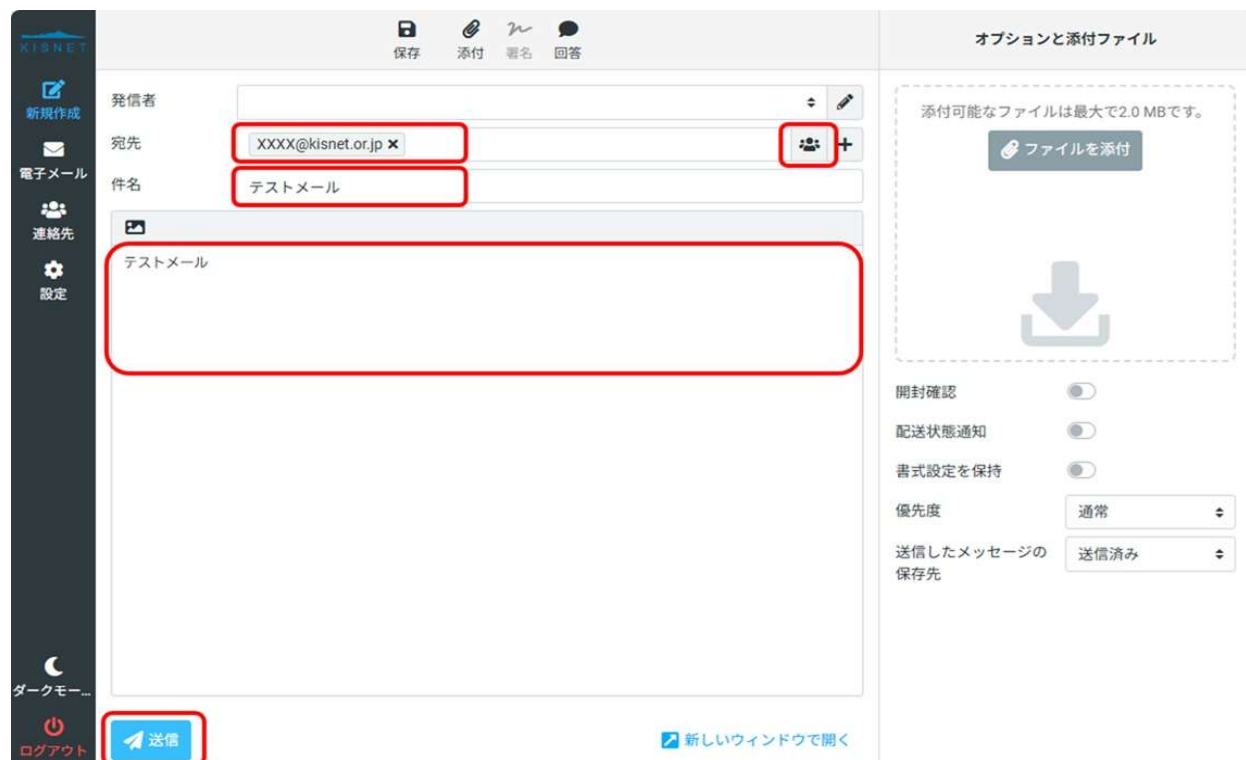 KISNET
新規作成
電子メール
連絡先
設定
ダークモー...
ログアウト
保存
添付
署名
回答
発信者
宛先
XXXX@kisnet.or.jp
件名
テストメール
テストメール
送信
新しいウィンドウで開く
オプションと添付ファイル
添付可能なファイルは最大で2.0 MBです。
ファイルを添付
開封確認
配送状態通知
書式設定を保持
優先度
通常
送信したメッセージの
保存先
送信済み